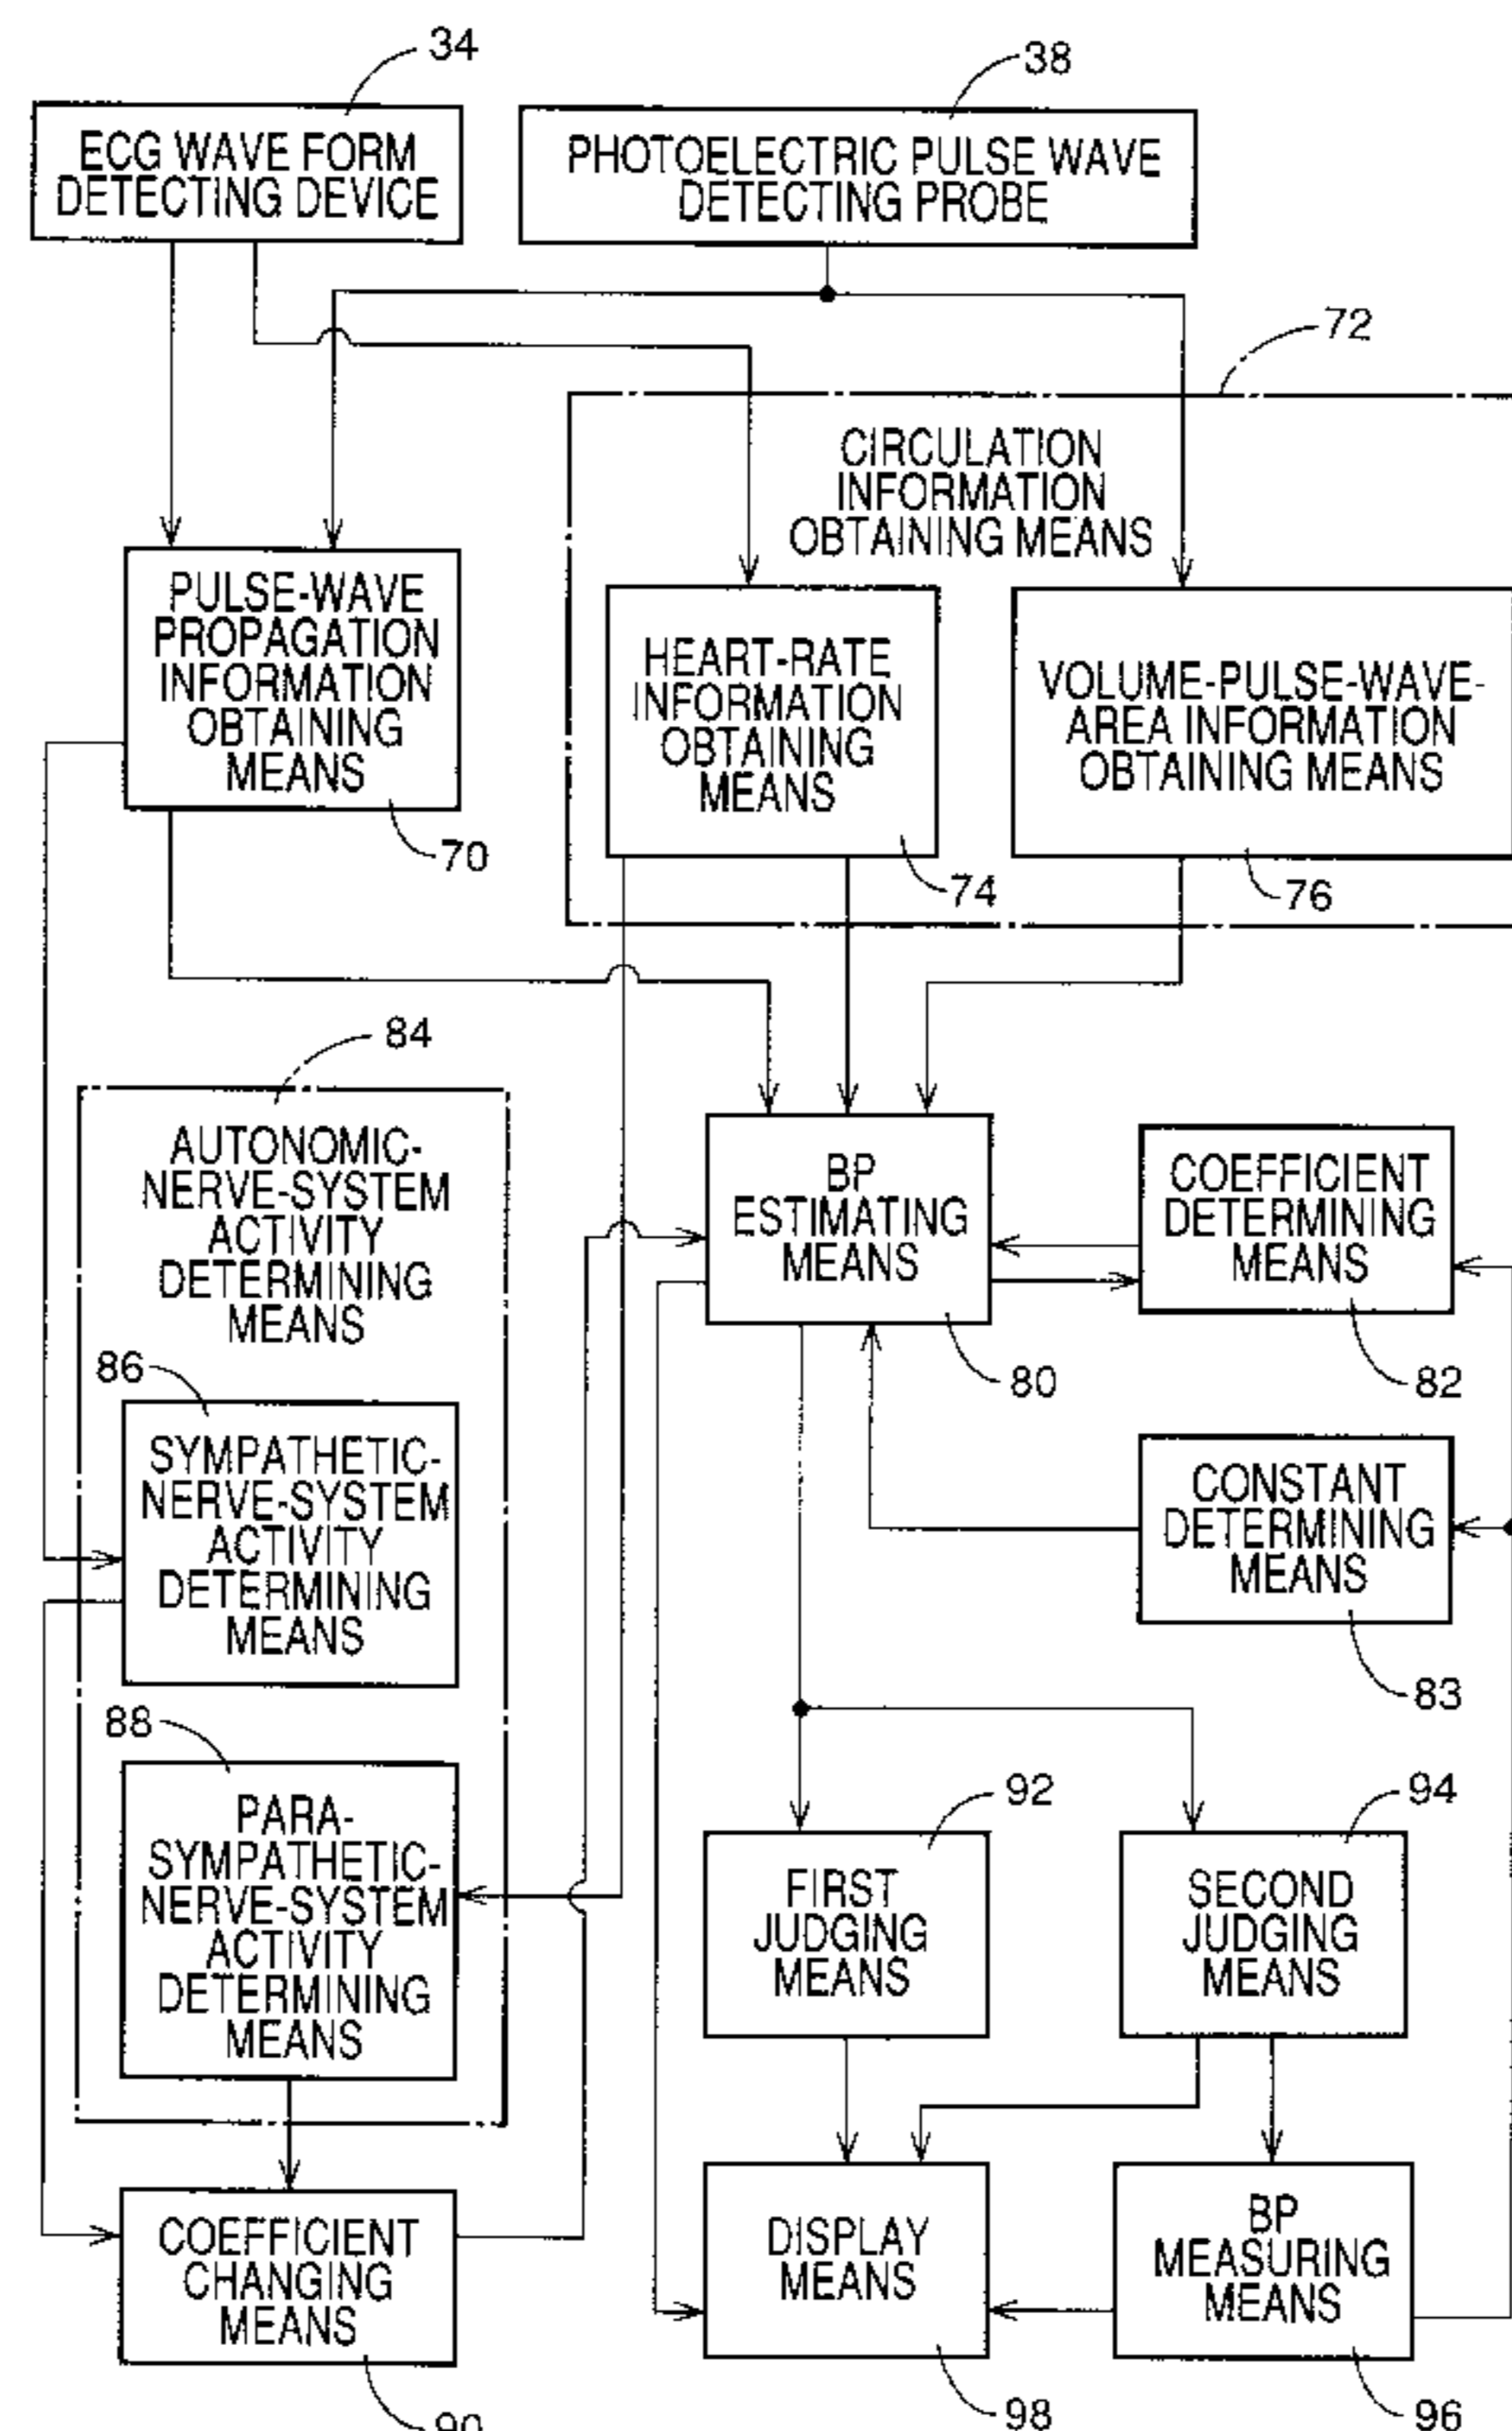 34
38
ECG WAVE FORM
DETECTING DEVICE
PHOTOELECTRIC PULSE WAVE
DETECTING PROBE
72
CIRCULATION
INFORMATION
OBTAINING MEANS
PULSE-WAVE
PROPAGATION
INFORMATION
OBTAINING
MEANS
70
HEART-RATE
INFORMATION
OBTAINING
MEANS
74
VOLUME-PULSE-WAVE-
AREA INFORMATION
OBTAINING MEANS
76
84
AUTONOMIC-
NERVE-SYSTEM
ACTIVITY
DETERMINING
MEANS
BP
ESTIMATING
MEANS
80
COEFFICIENT
DETERMINING
MEANS
82
86
SYMPATHETIC-
NERVE-SYSTEM
ACTIVITY
DETERMINING
MEANS
CONSTANT
DETERMINING
MEANS
83
88
PARA-
SYMPATHETIC-
NERVE-SYSTEM
ACTIVITY
DETERMINING
MEANS
92
FIRST
JUDGING
MEANS
94
SECOND
JUDGING
MEANS
COEFFICIENT
CHANGING
MEANS
90
DISPLAY
MEANS
98
BP
MEASURING
MEANS
96